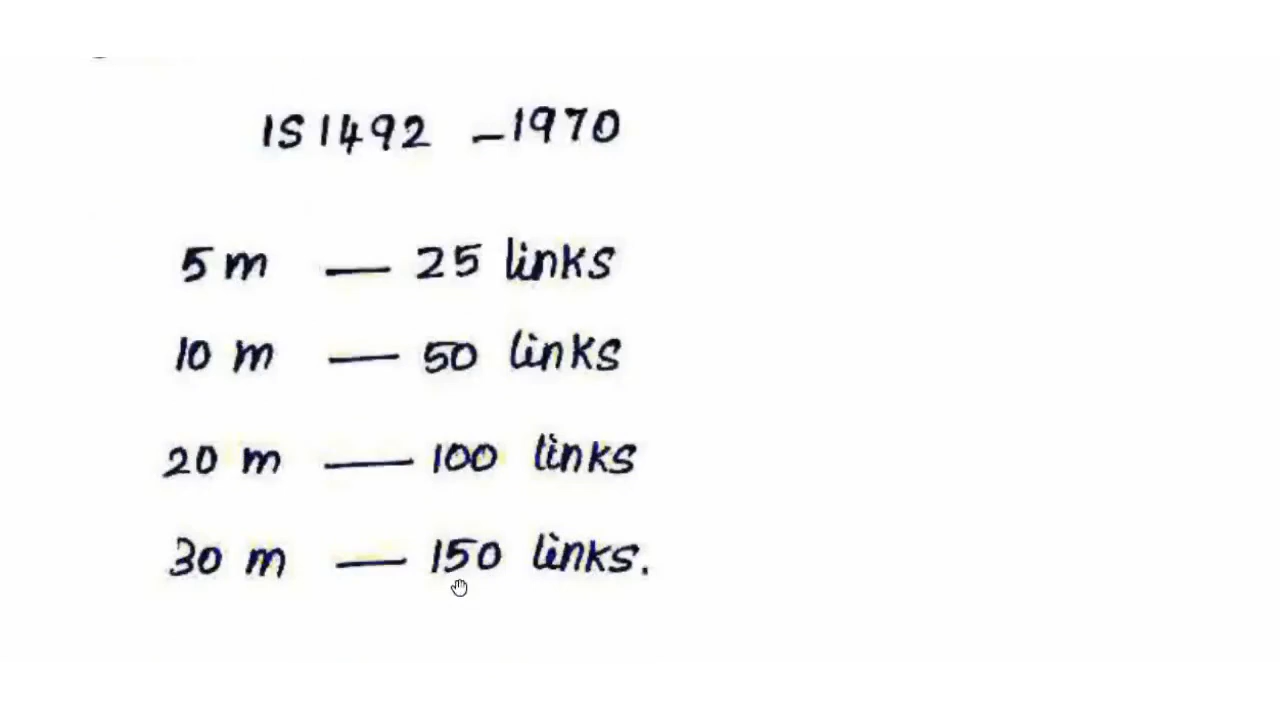 IS 1492 - 1970
5 m — 25 links
10 m — 50 links
20 m — 100 links
30 m — 150 links.